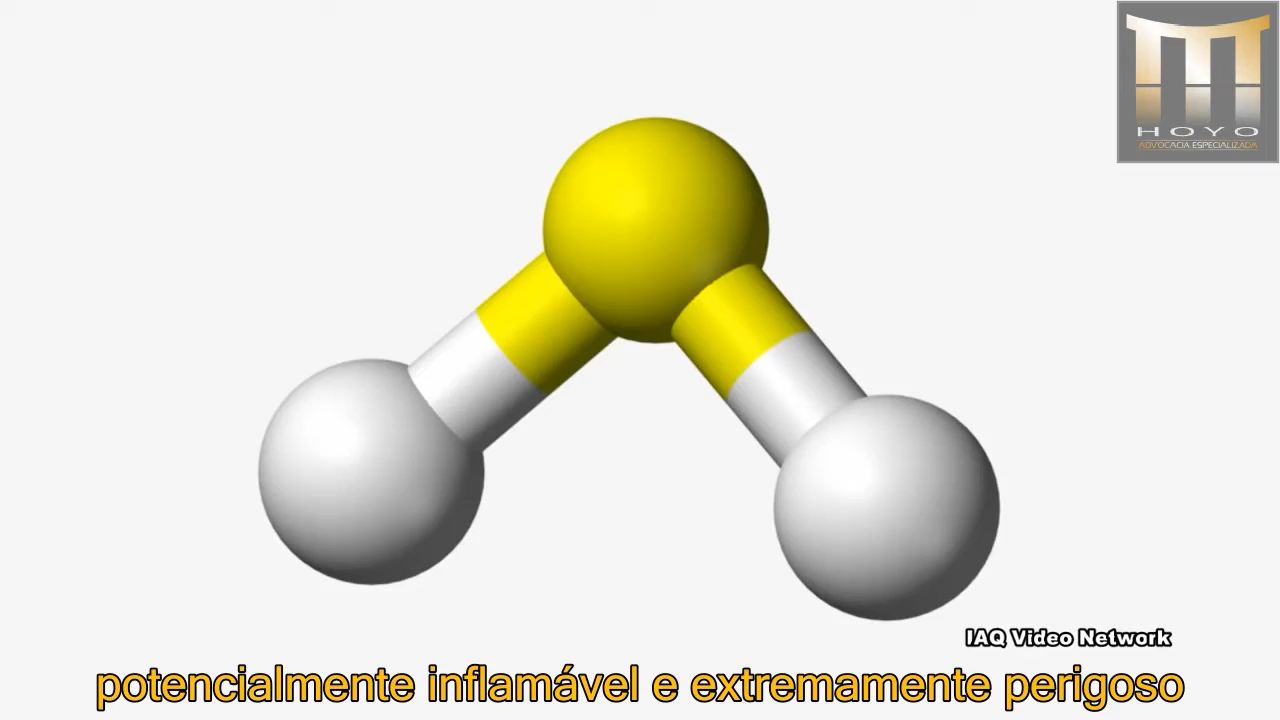 HOYO
ADVOCACIA ESPECIALIZADA
IAQ Video Network
potencialmente inflamável e extremamente perigoso